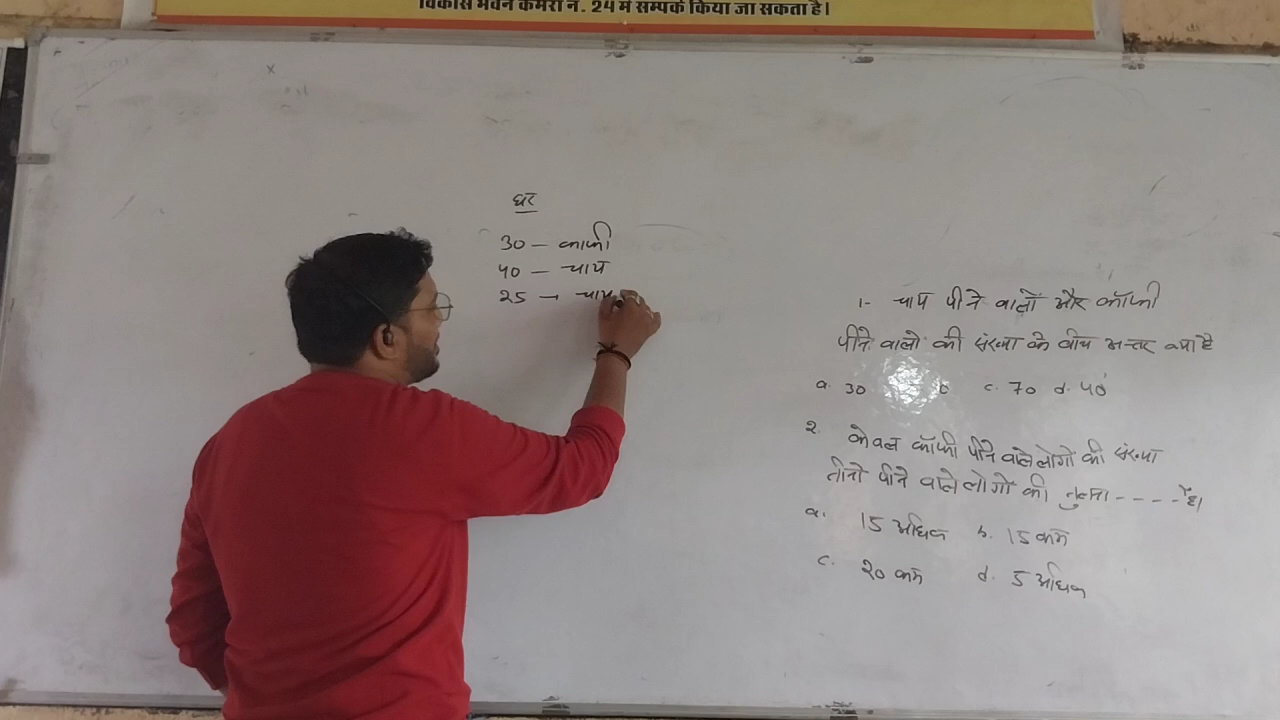 विकास भवन कमरा नं. 24 में सम्पर्क किया जा सकता है।
घर
30 – काफी
40 – चाय
25 → चाय
1- चाय पीने वालों और कॉफी
पीने वालो की संख्या के बीच अन्तर क्या है
a. 30 c. 70 d. 40
2. केवल कॉफी पीने वाले लोगों की संख्या
तीनो पीने वाले लोगों की तुलना ---- है।
a. 15 अधिक b. 15 कम
c. 20 कम d. 5 अधिक